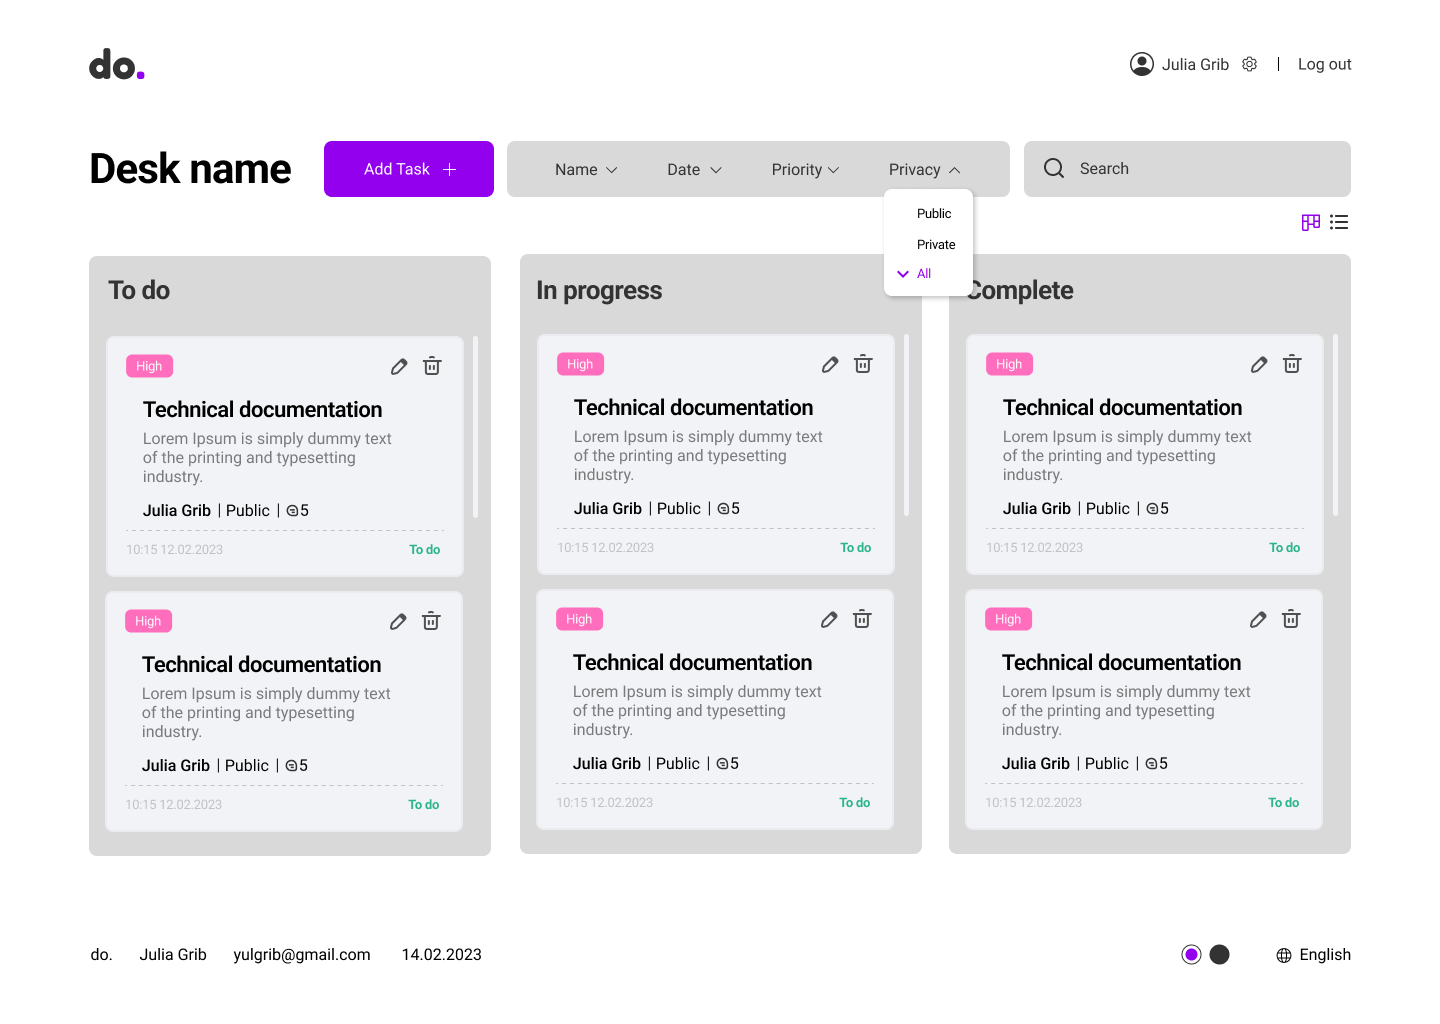 do.
Julia Grib
Log out
Desk name
Add Task
Name
Date
Priority
Privacy
Search
Public
Private
All
To do
High
Technical documentation
Lorem Ipsum is simply dummy text
of the printing and typesetting
industry.
Julia Grib | Public | 5
10:15 12.02.2023
To do
High
Technical documentation
Lorem Ipsum is simply dummy text
of the printing and typesetting
industry.
Julia Grib | Public | 5
10:15 12.02.2023
To do
In progress
High
Technical documentation
Lorem Ipsum is simply dummy text
of the printing and typesetting
industry.
Julia Grib | Public | 5
10:15 12.02.2023
To do
High
Technical documentation
Lorem Ipsum is simply dummy text
of the printing and typesetting
industry.
Julia Grib | Public | 5
10:15 12.02.2023
To do
Complete
High
Technical documentation
Lorem Ipsum is simply dummy text
of the printing and typesetting
industry.
Julia Grib | Public | 5
10:15 12.02.2023
To do
High
Technical documentation
Lorem Ipsum is simply dummy text
of the printing and typesetting
industry.
Julia Grib | Public | 5
10:15 12.02.2023
To do
do.
Julia Grib
yulgrib@gmail.com
14.02.2023
English